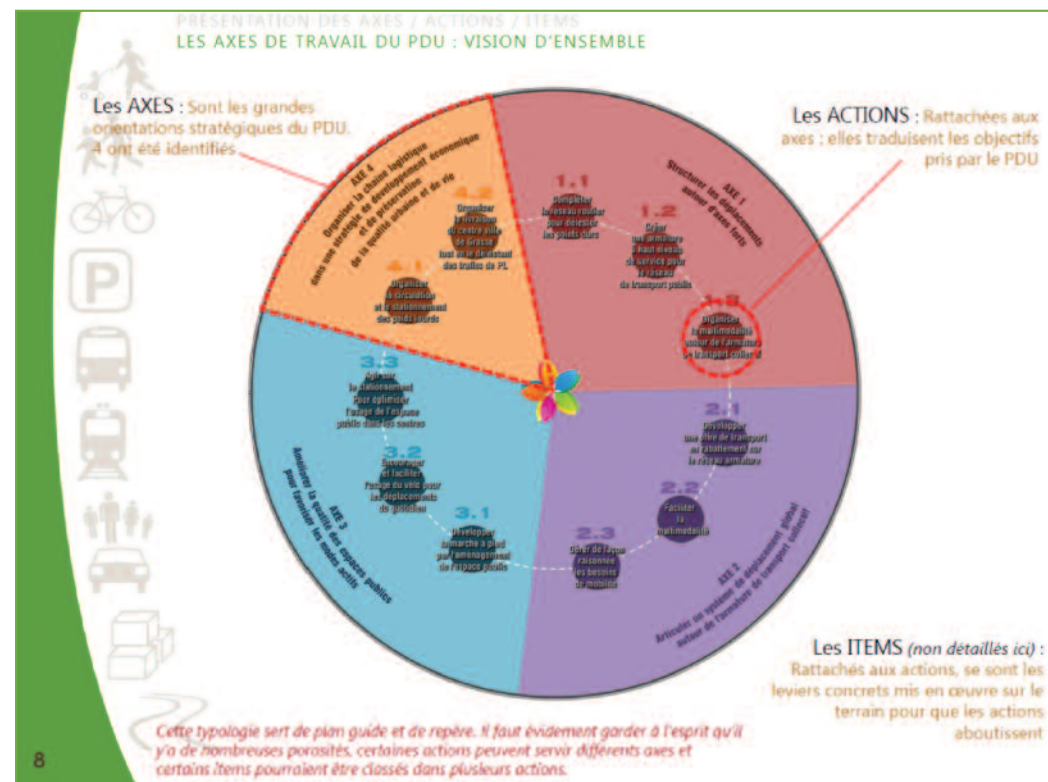 PRÉSENTATION DES AXES / ACTIONS / ITEMS
LES AXES DE TRAVAIL DU PDU : VISION D'ENSEMBLE
Les AXES : Sont les grandes
orientations stratégiques du PDU.
4 ont été identifiés
Les ACTIONS : Rattachées aux
axes ; elles traduisent les objectifs
pris par le PDU
AXE 4
Organiser la chaîne logistique
dans une stratégie de développement économique
et de préservation
de la qualité urbaine et de vie
4.2
Organiser
la livraison
du centre ville
de Grasse
tout en le délestant
des trafics de PL
4.1
Organiser
la circulation
et le stationnement
des poids lourds
AXE 1
Structurer les déplacements
autour d'axes forts
1.1
Compléter
le réseau routier
pour délester
les points durs
1.2
Créer
une armature
à haut niveau
de service pour
le réseau
de transport public
1.3
Organiser
la multimodalité
autour de l'armature
de transport collectif
2.1
Développer
une offre de transport
en rabattement sur
le réseau armature
2.2
Faciliter
la
multimodalité
2.3
Gérer de façon
raisonnée
les besoins
de mobilité
AXE 2
Articuler un système de déplacement global
autour de l'armature de transport collectif
3.3
Agir sur
le stationnement
Pour optimiser
l'usage de l'espace
public dans les centres
3.2
Encourager
et faciliter
l'usage du vélo pour
les déplacements
du quotidien
3.1
Développer
la marche à pied
par l'aménagement
de l'espace public
AXE 3
Améliorer la qualité des espaces publics
pour favoriser les modes actifs
P
Les ITEMS (non détaillés ici) :
Rattachés aux actions, se sont les
leviers concrets mis en œuvre sur le
terrain pour que les actions
aboutissent
Cette typologie sert de plan guide et de repère. Il faut évidement garder à l'esprit qu'il
y'a de nombreuses porosités, certaines actions peuvent servir différents axes et
certains items pourraient être classés dans plusieurs actions.
8